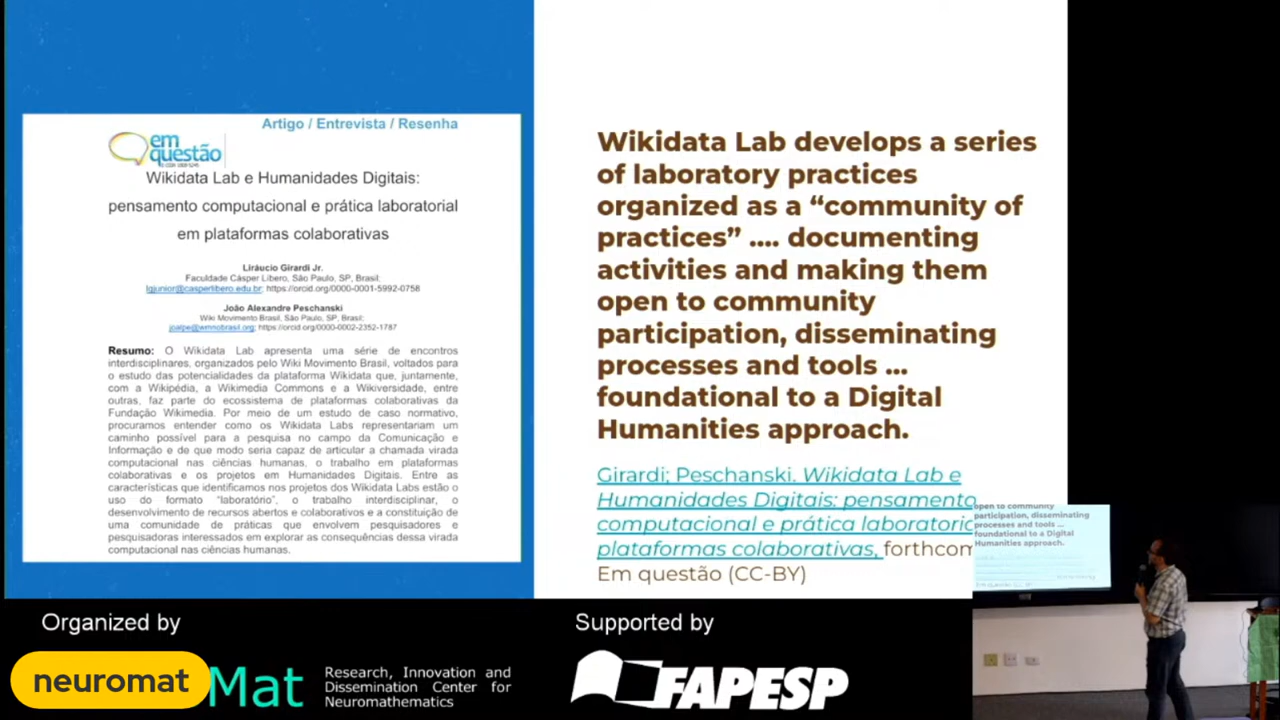 Artigo / Entrevista / Resenha
em
questão
Wikidata Lab e Humanidades Digitais:
pensamento computacional e prática laboratorial
em plataformas colaborativas
Liráucio Girardi Jr.
Faculdade Cásper Líbero, São Paulo, SP, Brasil;
lgjunior@casperlibero.edu.br; https://orcid.org/0000-0001-5992-0758
João Alexandre Peschanski
Wiki Movimento Brasil, São Paulo, SP, Brasil;
joalpe@wmnobrasil.org; https://orcid.org/0000-0002-2352-1787
Resumo: O Wikidata Lab apresenta uma série de encontros
interdisciplinares, organizados pelo Wiki Movimento Brasil, voltados para
o estudo das potencialidades da plataforma Wikidata que, juntamente,
com a Wikipédia, a Wikimedia Commons e a Wikiversidade, entre
outras, faz parte do ecossistema de plataformas colaborativas da
Fundação Wikimedia. Por meio de um estudo de caso normativo,
procuramos entender como os Wikidata Labs representariam um
caminho possível para a pesquisa no campo da Comunicação e
Informação e de que modo seria capaz de articular a chamada virada
computacional nas ciências humanas, o trabalho em plataformas
colaborativas e os projetos em Humanidades Digitais. Entre as
características que identificamos nos projetos dos Wikidata Labs estão o
uso do formato "laboratório", o trabalho interdisciplinar, o
desenvolvimento de recursos abertos e colaborativos e a constituição de
uma comunidade de práticas que envolvem pesquisadores e
pesquisadoras interessados em explorar as consequências dessa virada
computacional nas ciências humanas.
Wikidata Lab develops a series
of laboratory practices
organized as a “community of
practices” .... documenting
activities and making them
open to community
participation, disseminating
processes and tools ...
foundational to a Digital
Humanities approach.
Girardi; Peschanski. Wikidata Lab e
Humanidades Digitais: pensamento
computacional e prática laboratoric
plataformas colaborativas, forthcom
Em questão (CC-BY)
open to community
participation, disseminating
processes and tools ...
foundational to a Digital
Humanities approach.
Organized by
Supported by
neuromat
Mat
Research, Innovation and
Dissemination Center for
Neuromathematics
FAPESP